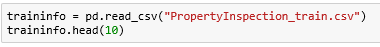 traininfo = pd.read_csv("PropertyInspection_train.csv")
traininfo.head(10)